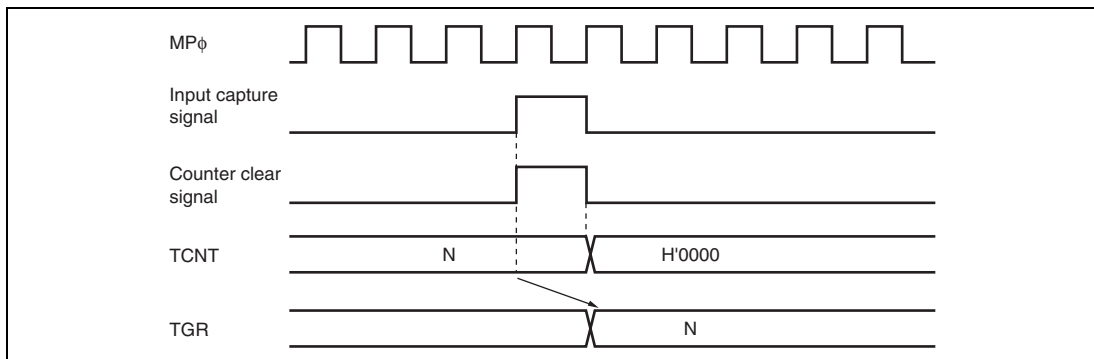 MPϕ
Input capture
signal
Counter clear
signal
TCNT
N
H'0000
TGR
N